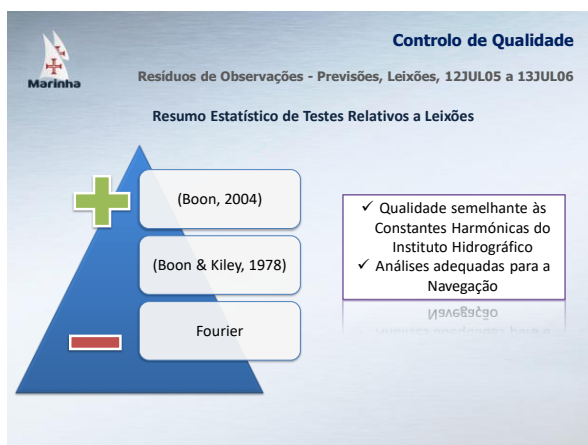 Controlo de Qualidade
Marinha
Resíduos de Observações - Previsões, Leixões, 12JUL05 a 13JUL06
Resumo Estatístico de Testes Relativos a Leixões
(Boon, 2004)
(Boon & Kiley, 1978)
Fourier
✓ Qualidade semelhante às
Constantes Harmónicas do
Instituto Hidrográfico
✓ Análises adequadas para a
Navegação